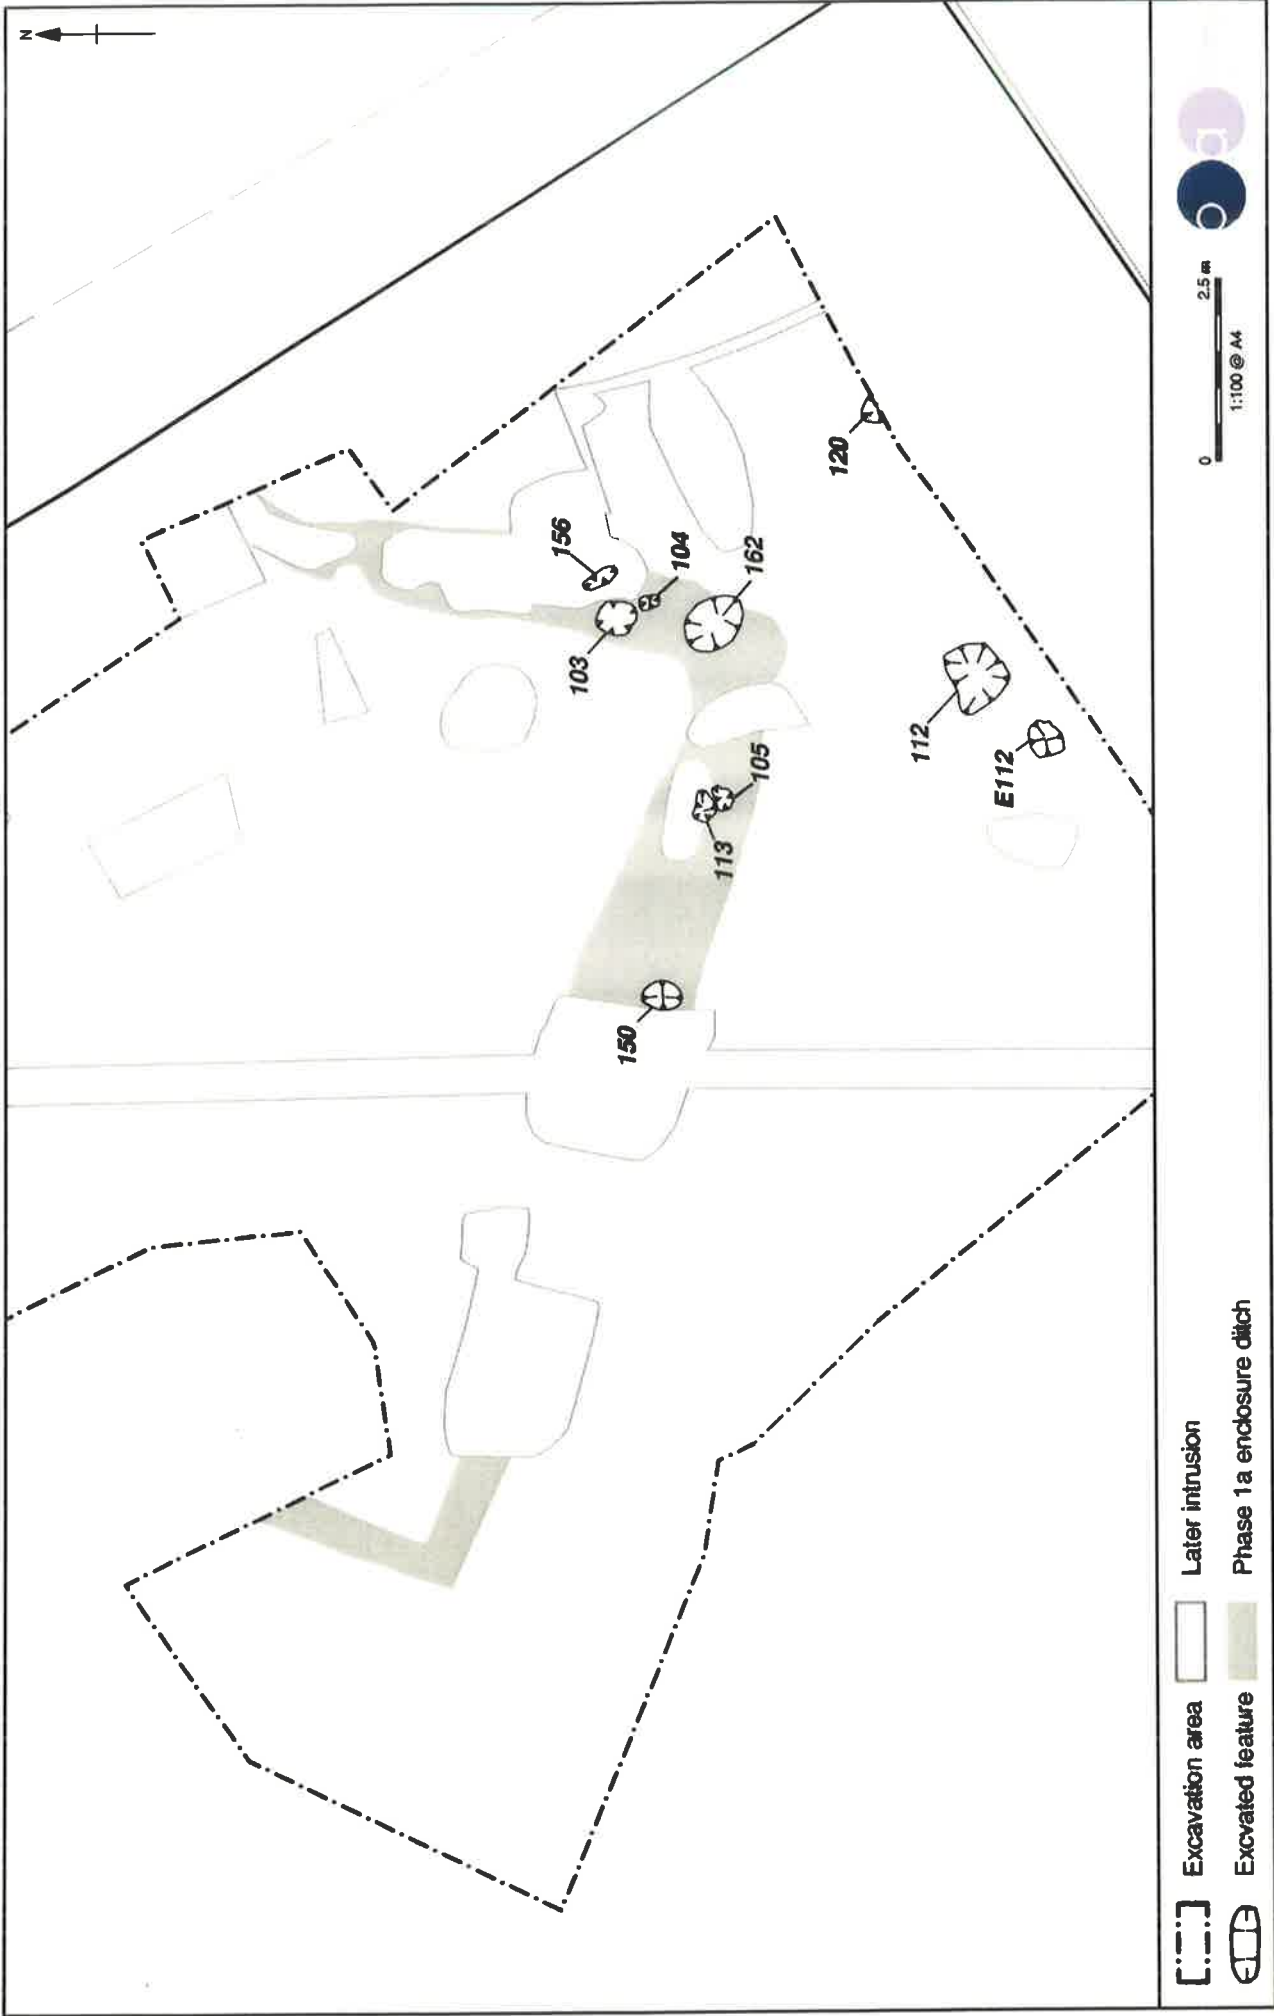 N
156
104
103
162
120
105
113
150
112
E112
Excavation area
Later intrusion
Excvated feature
Phase 1a enclosure ditch
0 2.5 m
1:100 @ A4